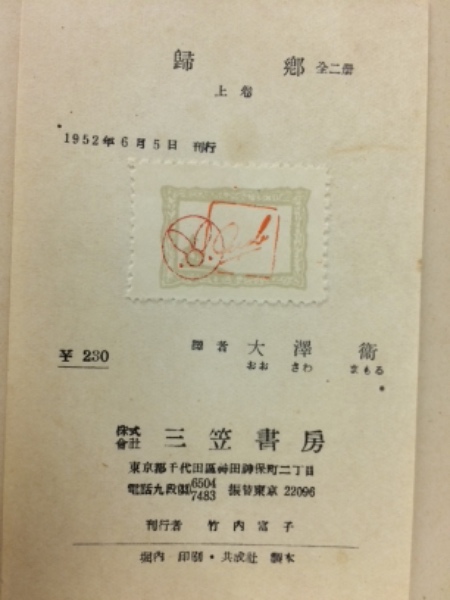 歸鄕 全二册
上卷
1952年6月5日 刊行
¥ 230
譯者 大澤衛
おおさわ まもる
株式會社 三笠書房
東京都千代田區神田神保町二丁目
電話九段(33)6504 7483 振替東京 22096
刊行者 竹内富子
堀内 印刷・共成社 製本